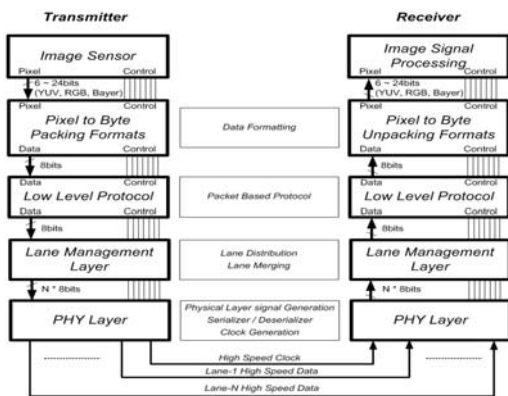 Transmitter
Receiver
Image Sensor
Pixel Control
6 ~ 24bits
(YUV, RGB, Bayer)
Pixel Control
Pixel to Byte
Packing Formats
Data Control
8bits
Data Control
Low Level Protocol
Data Control
8bits
Lane Management
Layer
N * 8bits
PHY Layer
Data Formatting
Packet Based Protocol
Lane Distribution
Lane Merging
Physical Layer signal Generation
Serializer / Deserializer
Clock Generation
Image Signal
Processing
Pixel Control
6 ~ 24bits
(YUV, RGB, Bayer)
Pixel Control
Pixel to Byte
Unpacking Formats
Data Control
8bits
Data Control
Low Level Protocol
Data Control
8bits
Lane Management
Layer
N * 8bits
PHY Layer
High Speed Clock
Lane-1 High Speed Data
Lane-N High Speed Data